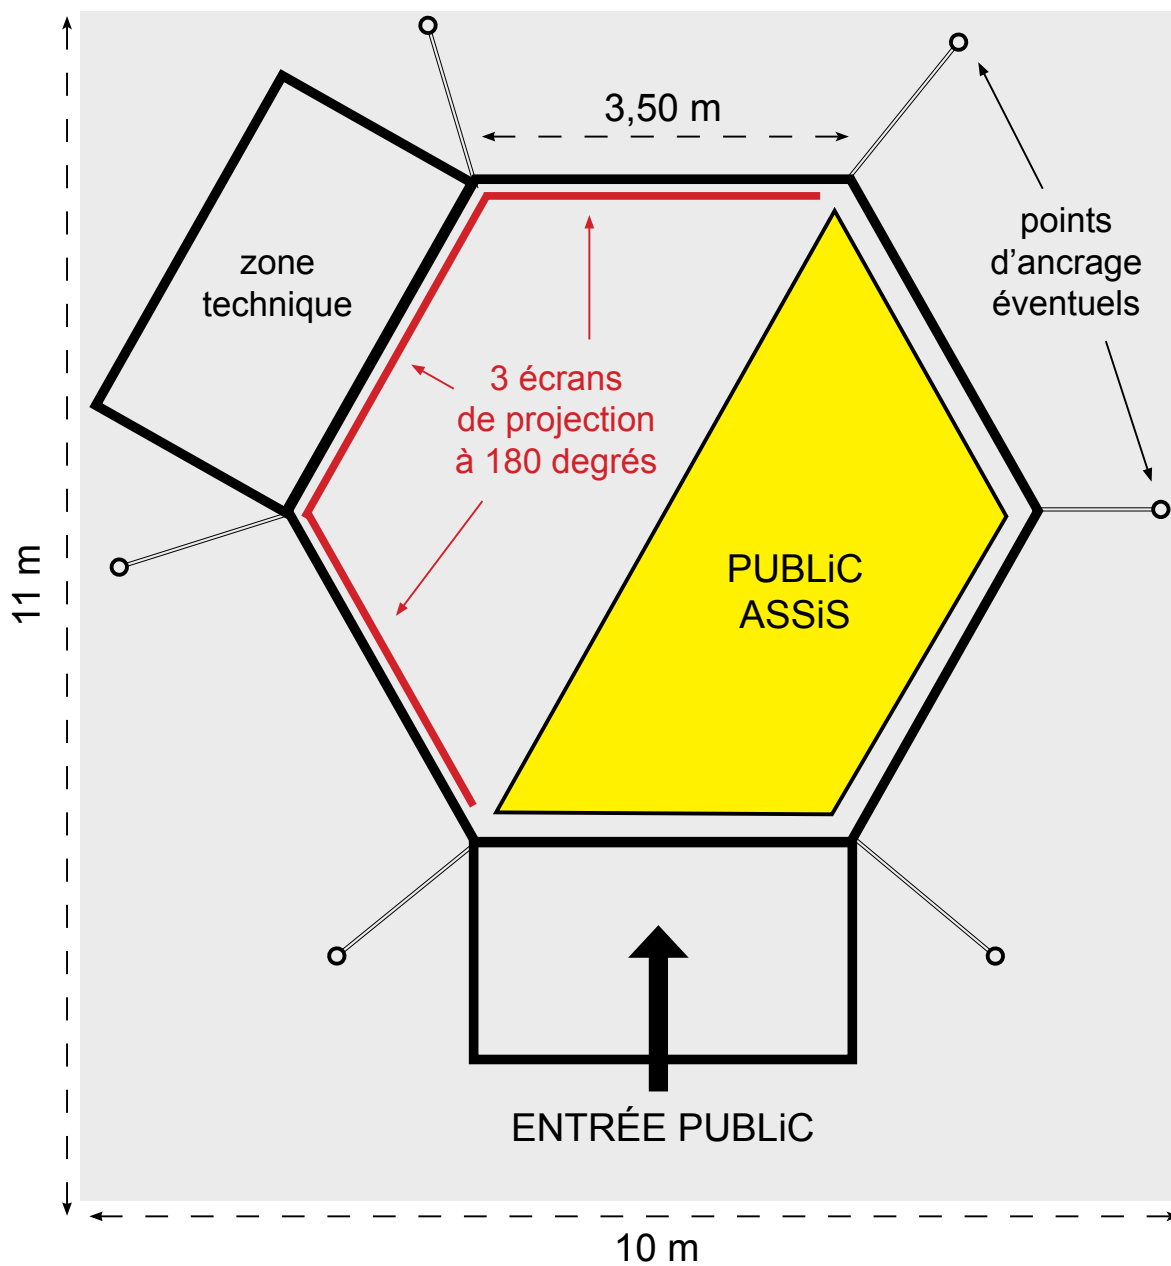 3,50 m
zone
technique
points
d’ancrage
éventuels
3 écrans
de projection
à 180 degrés
PUBLiC
ASSiS
11 m
ENTRÉE PUBLiC
10 m